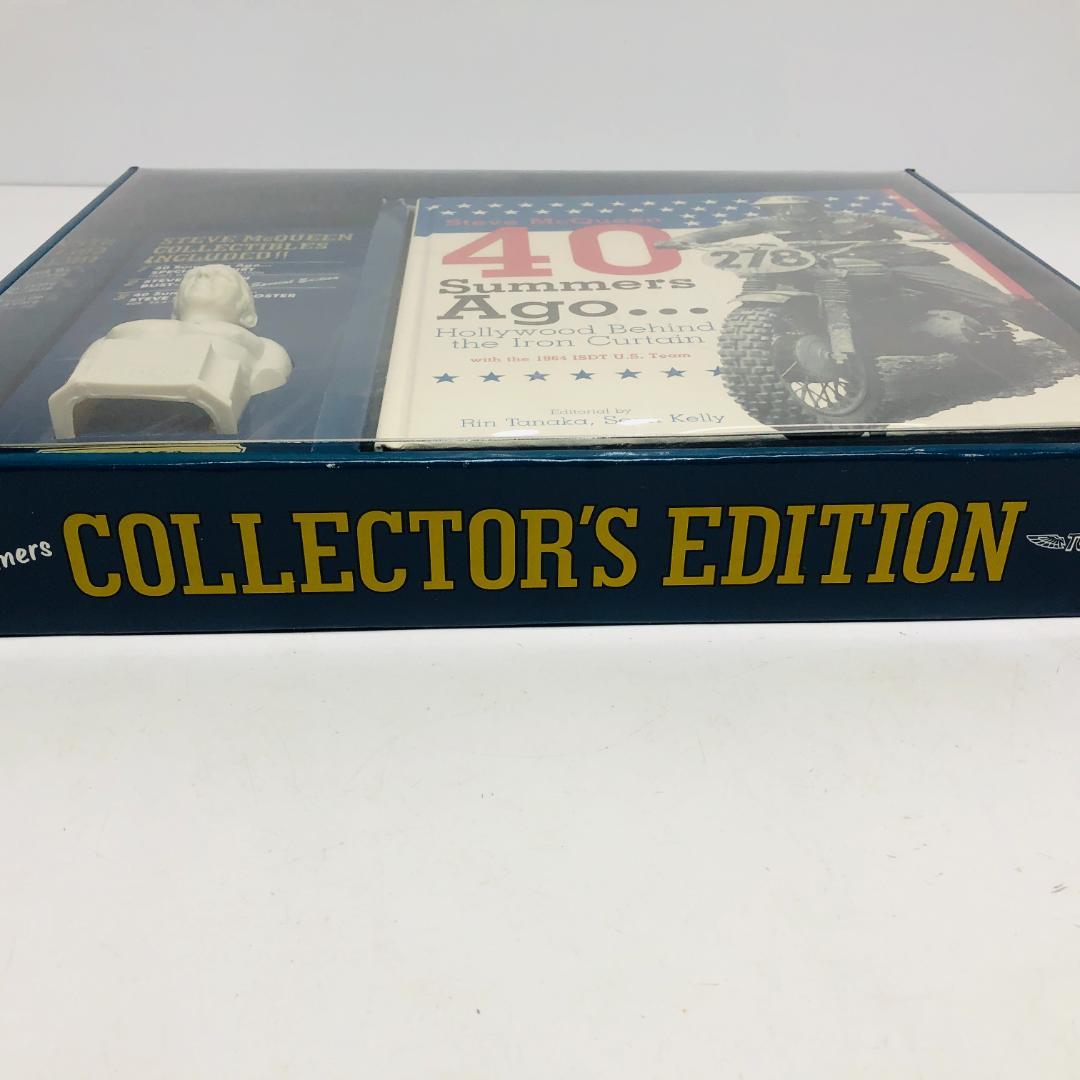 STEVE McQUEEN
COLLECTIBLES
INCLUDED!!
Steve McQueen
40
Summers
Ago...
Hollywood Behind
the Iron Curtain
with the 1964 ISDT U.S. Team
278
Editorial by
Rin Tanaka, Kelly
COLLECTOR'S EDITION